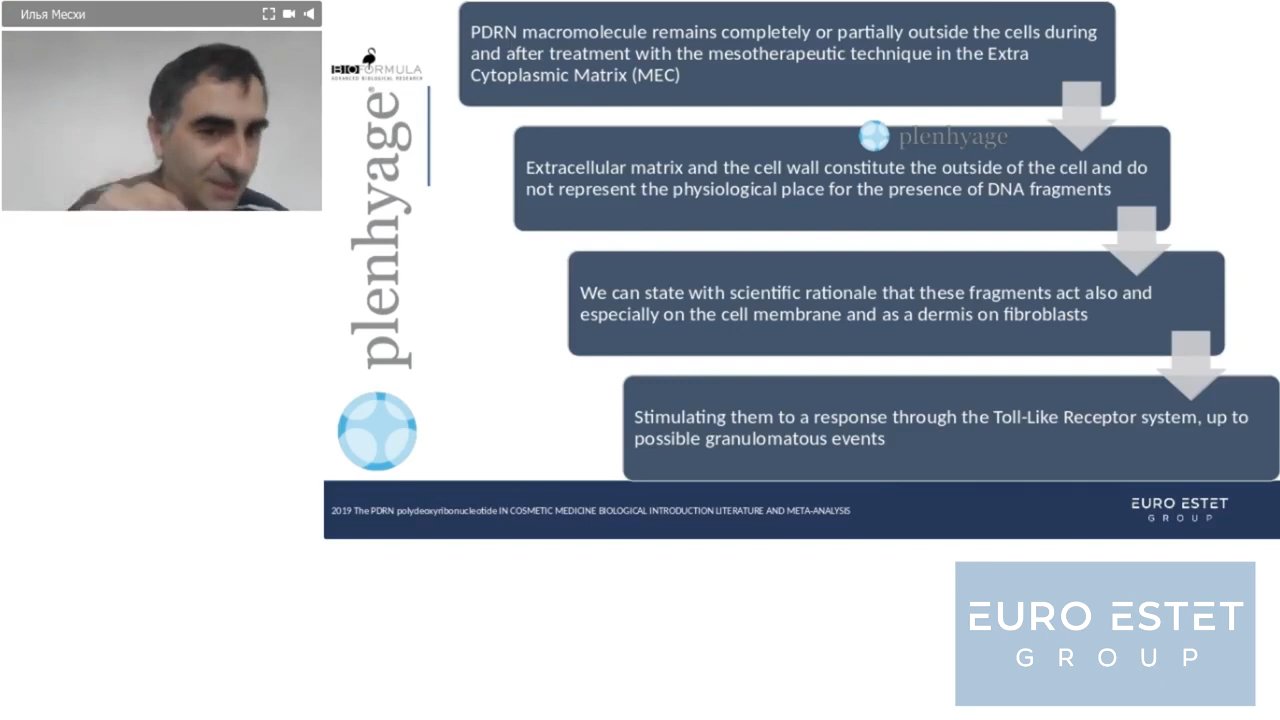 Илья Месхи
BIOFORMULA
ADVANCED BIOLOGICAL RESEARCH
plenhyage®
PDRN macromolecule remains completely or partially outside the cells during
and after treatment with the mesotherapeutic technique in the Extra
Cytoplasmic Matrix (MEC)
plenhyage
Extracellular matrix and the cell wall constitute the outside of the cell and do
not represent the physiological place for the presence of DNA fragments
We can state with scientific rationale that these fragments act also and
especially on the cell membrane and as a dermis on fibroblasts
Stimulating them to a response through the Toll-Like Receptor system, up to
possible granulomatous events
2019 The PDRN polydeoxyribonucleotide IN COSMETIC MEDICINE BIOLOGICAL INTRODUCTION LITERATURE AND META-ANALYSIS
EURO ESTET
GROUP
EURO ESTET
GROUP